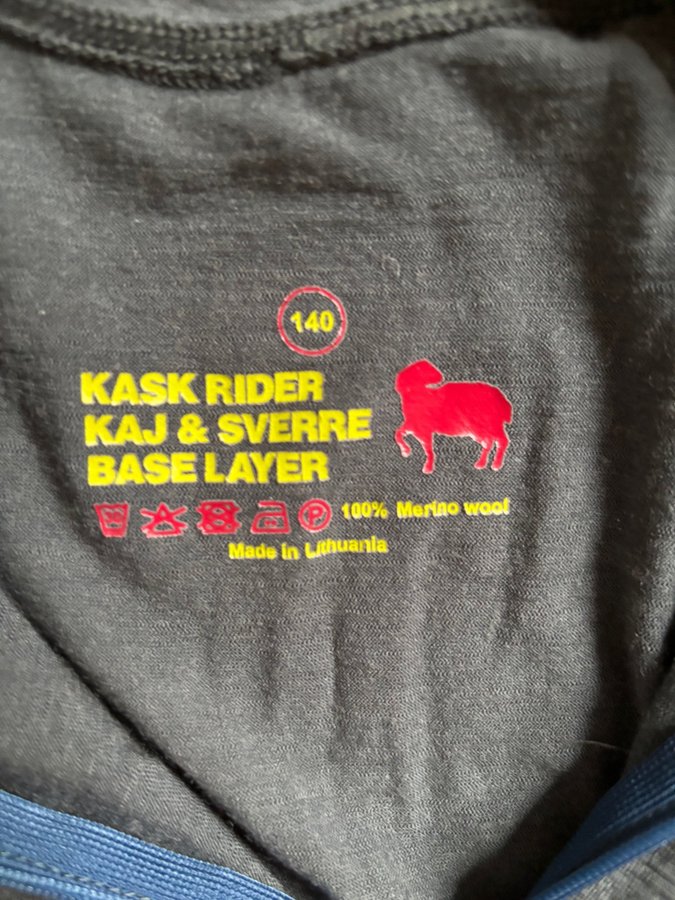 140
KASK RIDER
KAJ & SVERRE
BASE LAYER
P 100% Merino wool
Made in Lithuania